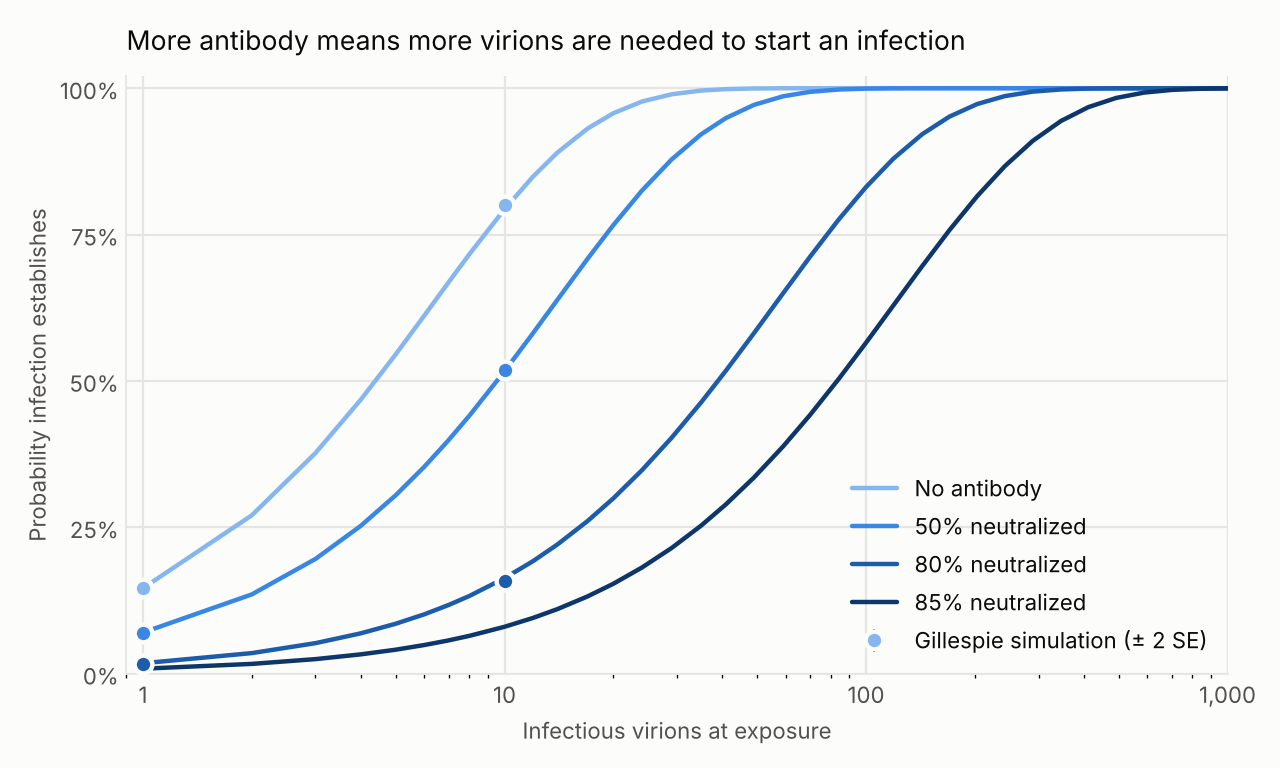 More antibody means more virions are needed to start an infection
Probability infection establishes
100%
75%
50%
25%
0%
No antibody
50% neutralized
80% neutralized
85% neutralized
Gillespie simulation (± 2 SE)
1
10
100
1,000
Infectious virions at exposure